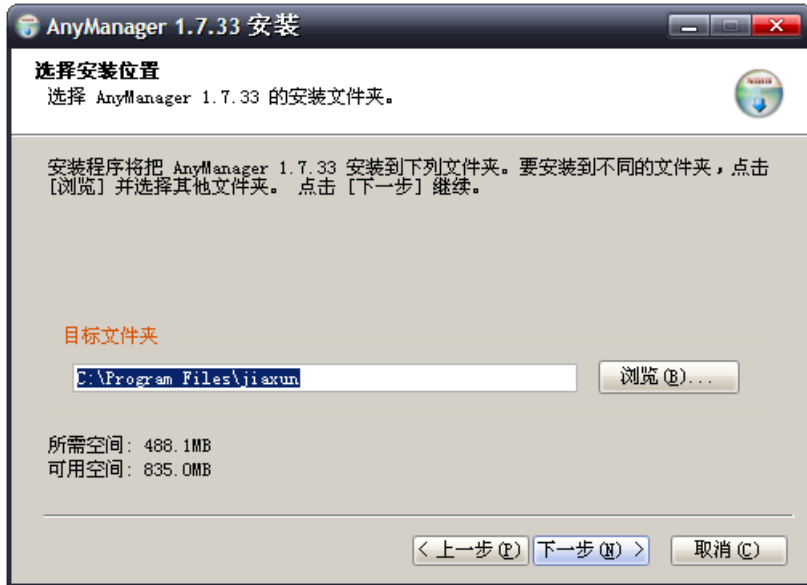 AnyManager 1.7.33 安装
选择安装位置
选择 AnyManager 1.7.33 的安装文件夹。
安装程序将把 AnyManager 1.7.33 安装到下列文件夹。要安装到不同的文件夹，点击
[浏览] 并选择其他文件夹。 点击 [下一步] 继续。
目标文件夹
C:\Program Files\jiaxun
浏览(B)...
所需空间: 488.1MB
可用空间: 835.0MB
< 上一步(P)
下一步(N) >
取消(C)